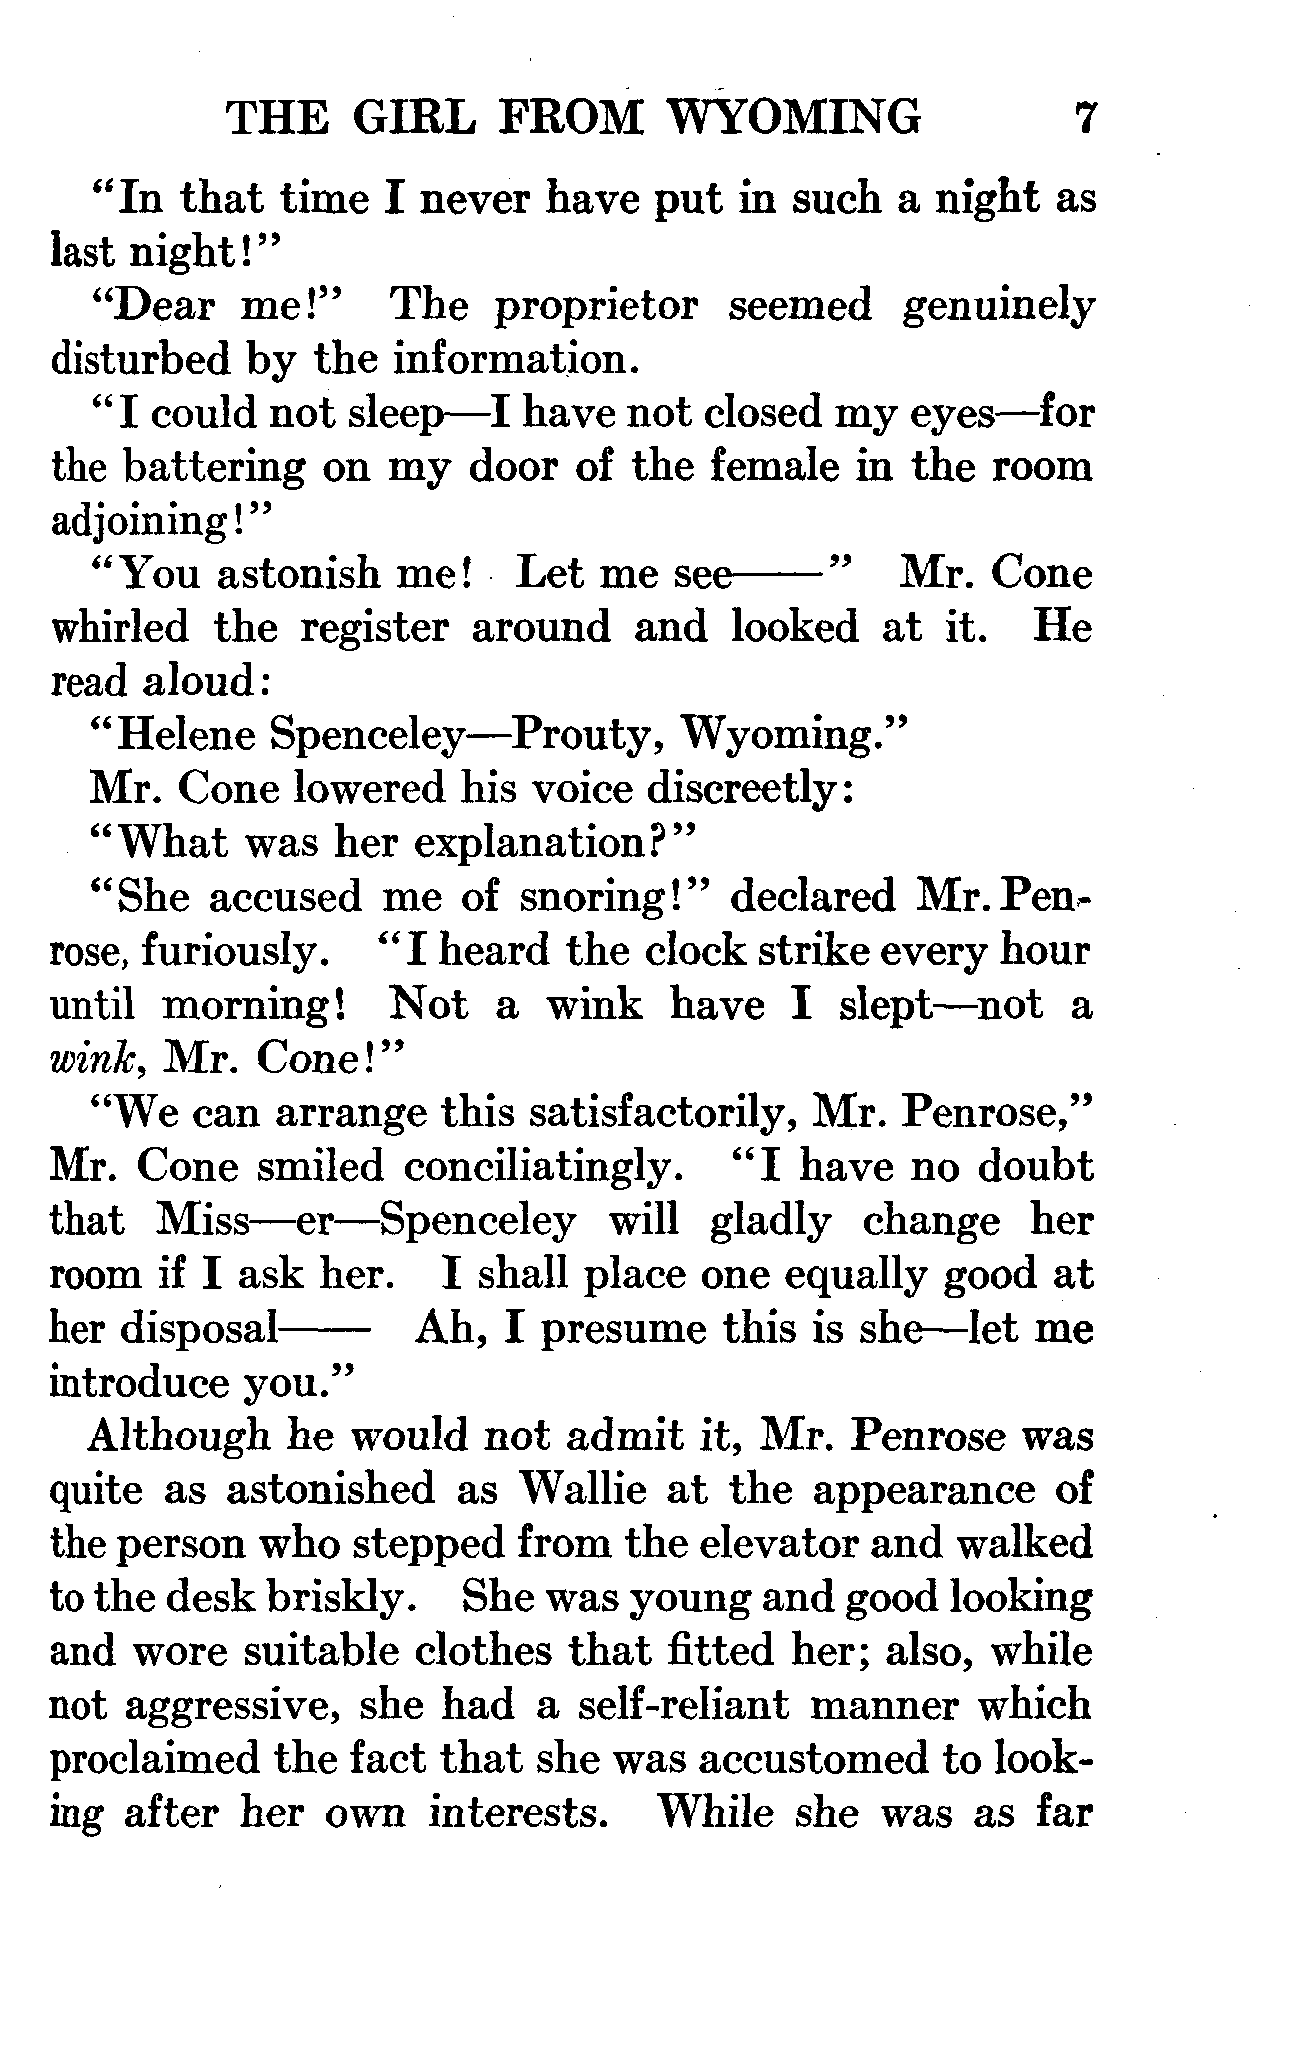 THE GIRL FROM WYOMING 7
"In that time I never have put in such a night as
last night!"
"Dear me!" The proprietor seemed genuinely
disturbed by the information.
"I could not sleep—I have not closed my eyes—for
the battering on my door of the female in the room
adjoining!"
"You astonish me! Let me see——" Mr. Cone
whirled the register around and looked at it. He
read aloud:
"Helene Spenceley—Prouty, Wyoming."
Mr. Cone lowered his voice discreetly:
"What was her explanation?"
"She accused me of snoring!" declared Mr. Pen-
rose, furiously. "I heard the clock strike every hour
until morning! Not a wink have I slept—not a
wink, Mr. Cone!"
"We can arrange this satisfactorily, Mr. Penrose,"
Mr. Cone smiled conciliatingly. "I have no doubt
that Miss—er—Spenceley will gladly change her
room if I ask her. I shall place one equally good at
her disposal—— Ah, I presume this is she—let me
introduce you."
Although he would not admit it, Mr. Penrose was
quite as astonished as Wallie at the appearance of
the person who stepped from the elevator and walked
to the desk briskly. She was young and good looking
and wore suitable clothes that fitted her; also, while
not aggressive, she had a self-reliant manner which
proclaimed the fact that she was accustomed to look-
ing after her own interests. While she was as far